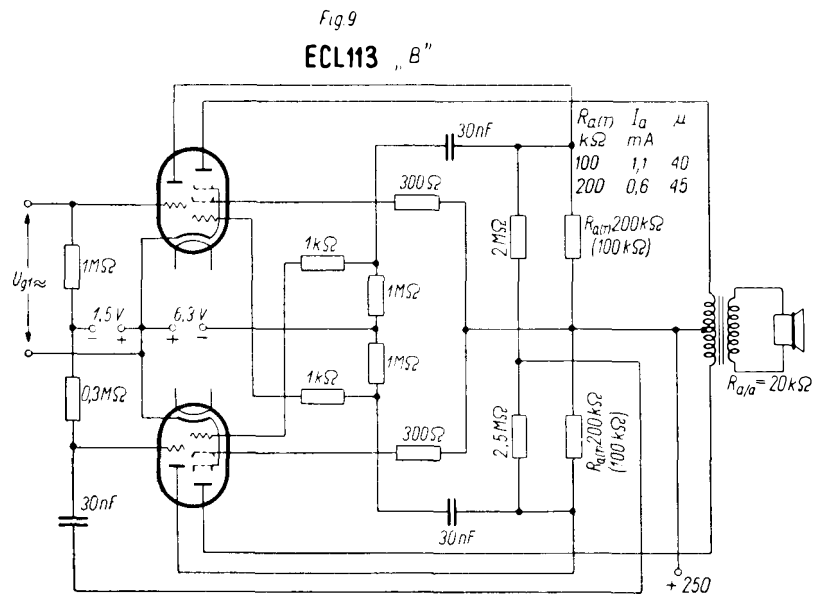 Fig. 9
ECL113 „B"
30nF
Ra(T) Ia μ
kΩ mA
100 1,1 40
200 0,6 45
300Ω
1kΩ
2MΩ
Ra(T) 200kΩ
(100kΩ)
Ug1≈
1MΩ
1,5V
6,3V
- + + -
1MΩ
1MΩ
0,3MΩ
1kΩ
Ra/a = 20kΩ
300Ω
2,5MΩ
Ra(T) 200kΩ
(100kΩ)
30nF
30nF
+ 250